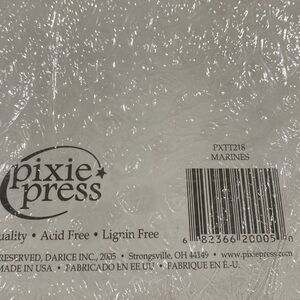 PXTT218
MARINES
pixie
press
uality • Acid Free • Lignin Free
6 82366 20005 0
RESERVED, DARICE INC., 2005 • Strongsville, OH 44149 • www.pixiepress.com
MADE IN USA • FABRICADO EN EE UU • FABRIQUE EN É.-U.